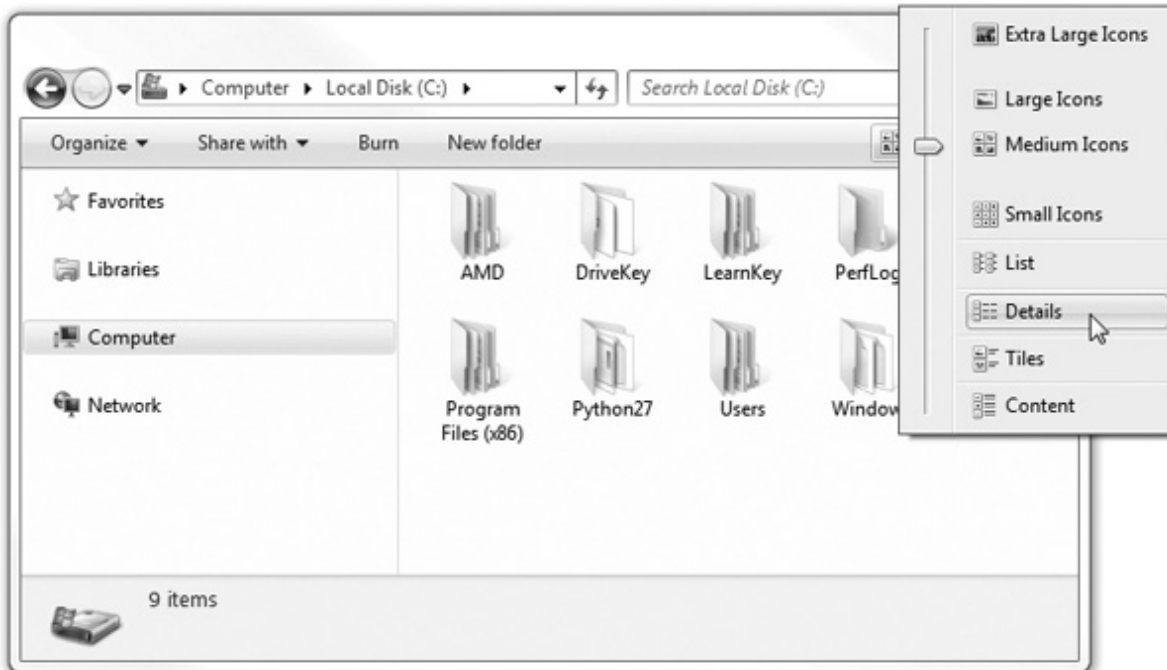 Computer
Local Disk (C:)
Search Local Disk (C:)
Organize
Share with
Burn
New folder
Favorites
Libraries
Computer
Network
AMD
DriveKey
LearnKey
PerfLog
Program
Files (x86)
Python27
Users
Window
9 items
Extra Large Icons
Large Icons
Medium Icons
Small Icons
List
Details
Tiles
Content